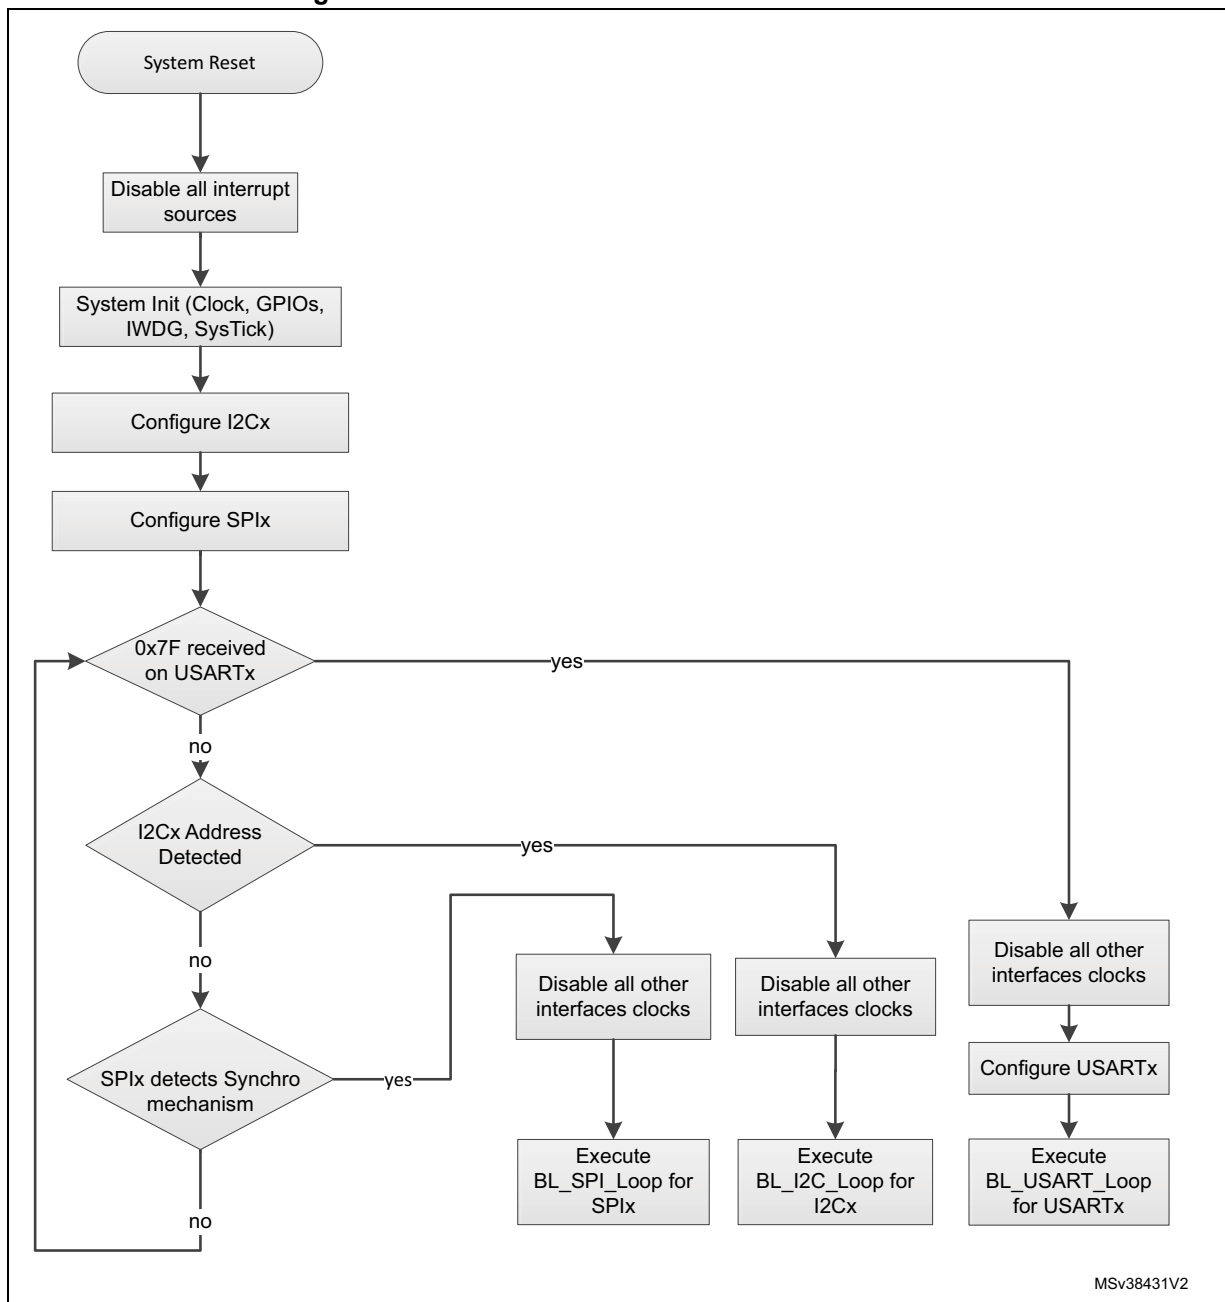 System Reset
Disable all interrupt
sources
System Init (Clock, GPIOs,
IWDG, SysTick)
Configure I2Cx
Configure SPIx
0x7F received
on USARTx
yes
no
I2Cx Address
Detected
yes
no
SPIx detects Synchro
mechanism
yes
no
Disable all other
interfaces clocks
Execute
BL_SPI_Loop for
SPIx
Disable all other
interfaces clocks
Execute
BL_I2C_Loop for
I2Cx
Disable all other
interfaces clocks
Configure USARTx
Execute
BL_USART_Loop
for USARTx
MSv38431V2